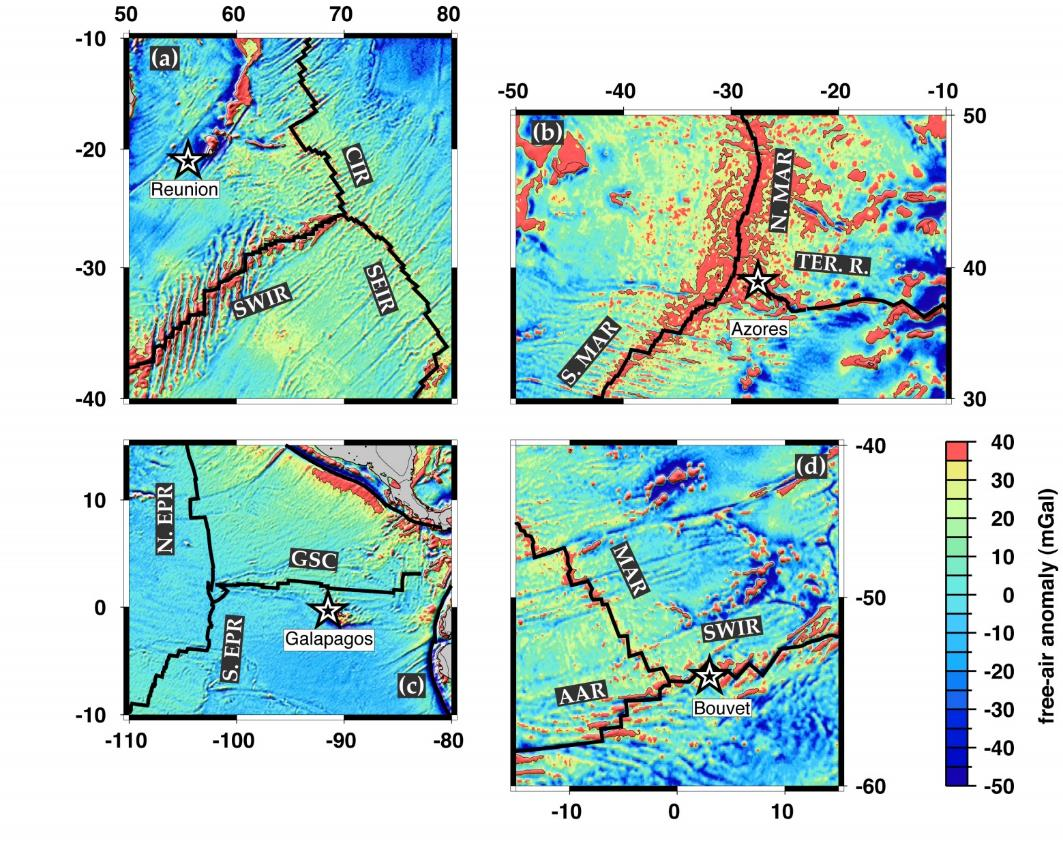 50 60 70 80
-10
-20
-30
-40
(a)
Reunion
CIR
SWIR
SEIR
-50 -40 -30 -20 -10
50
40
30
(b)
N. MAR
TER. R.
Azores
S. MAR
10
0
-10
N. EPR
GSC
Galapagos
S. EPR
(c)
-110 -100 -90 -80
-40
-50
-60
(d)
MAR
SWIR
AAR
Bouvet
-10 0 10
40
30
20
10
0
-10
-20
-30
-40
-50
free-air anomaly (mGal)